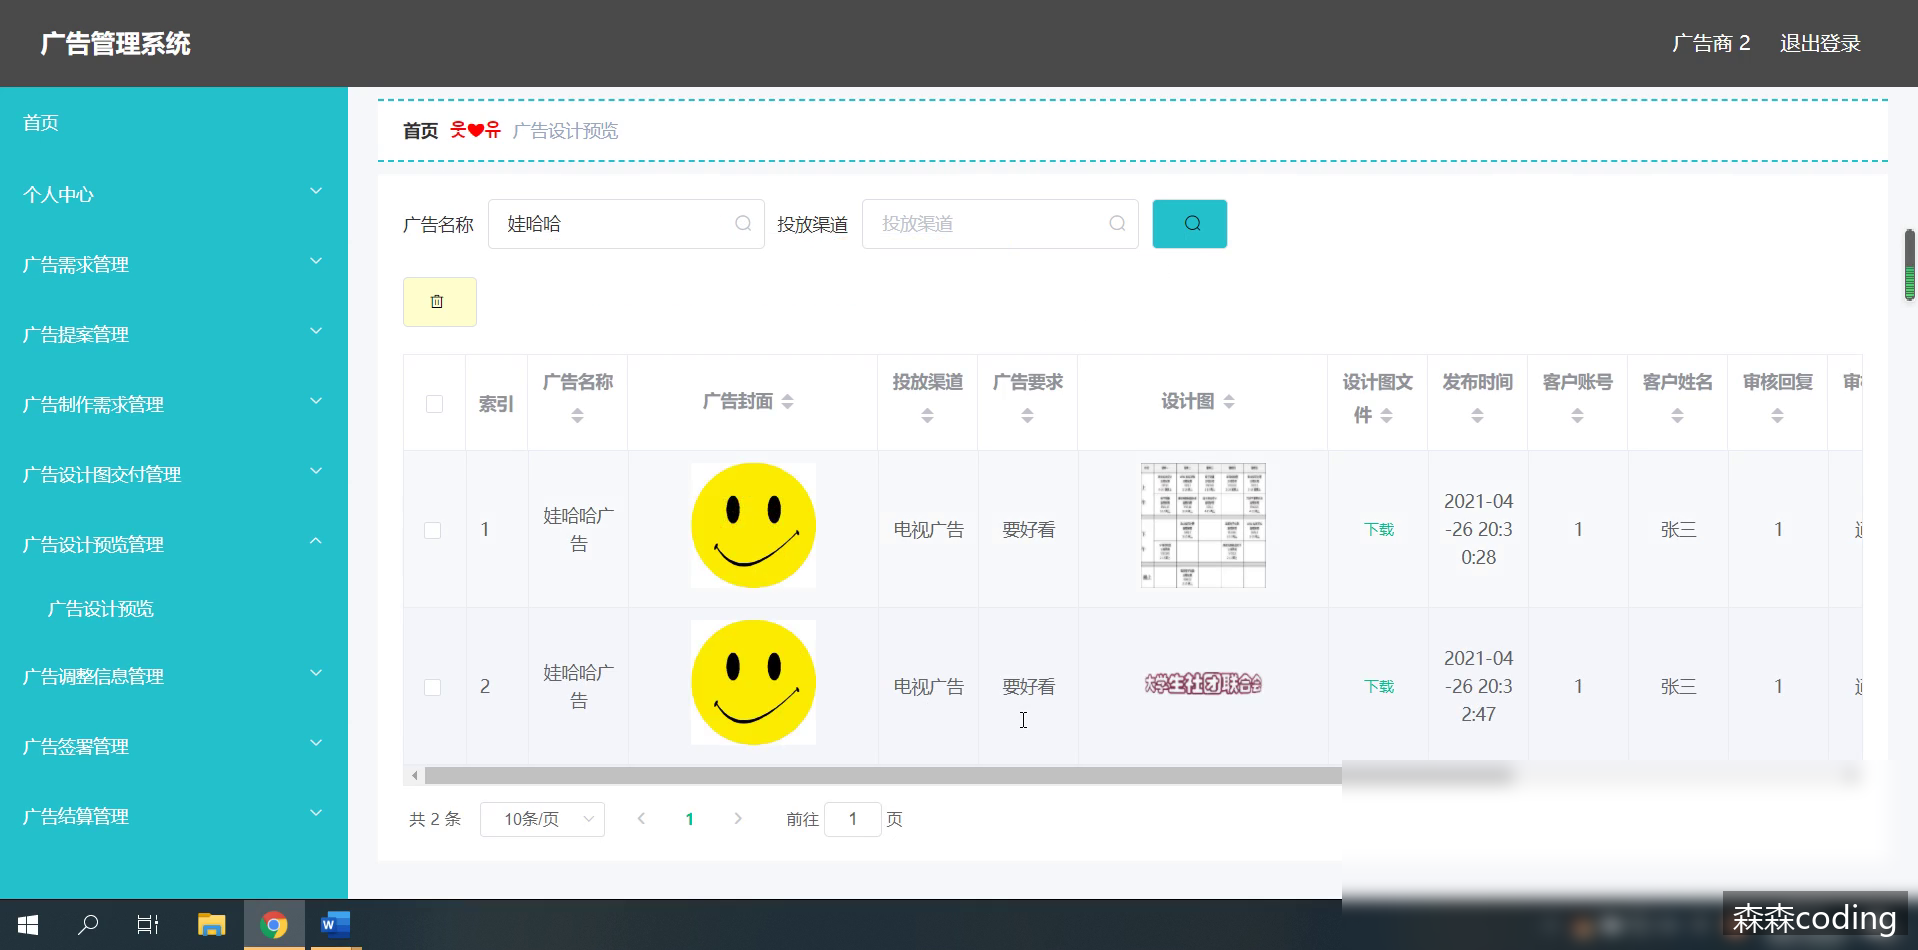 广告管理系统
广告商 2 退出登录
首页
个人中心
广告需求管理
广告提案管理
广告制作需求管理
广告设计图交付管理
广告设计预览管理
广告设计预览
广告调整信息管理
广告签署管理
广告结算管理
首页 웃❤유 广告设计预览
广告名称 娃哈哈 投放渠道 投放渠道
索引 广告名称 广告封面 投放渠道 广告要求 设计图 设计图文件 发布时间 客户账号 客户姓名 审核回复
1 娃哈哈广告 电视广告 要好看 下载 2021-04-26 20:30:28 1 张三 1
2 娃哈哈广告 电视广告 要好看 大学生社团联合会 下载 2021-04-26 20:32:47 1 张三 1
共 2 条 10条/页 1 前往 1 页
森森coding